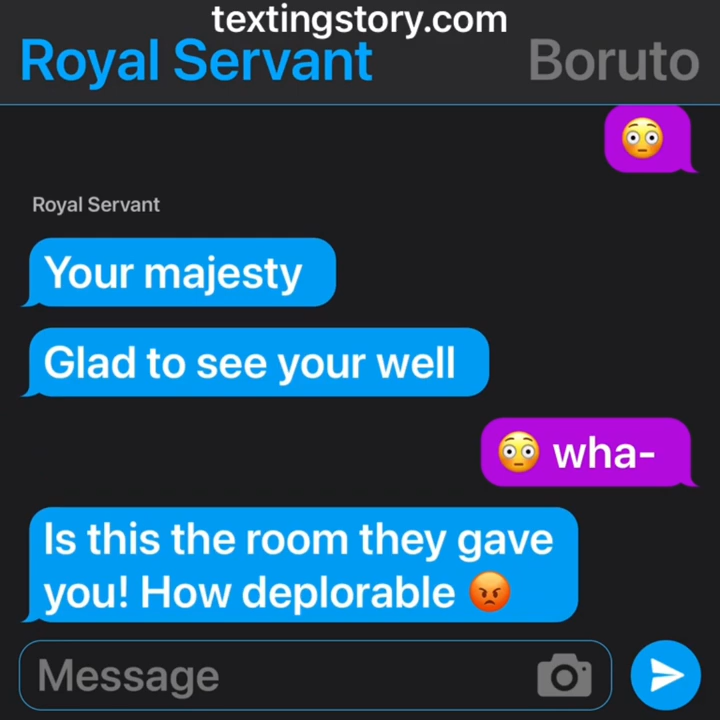 textingstory.com
Royal Servant Boruto
😳
Royal Servant
Your majesty
Glad to see your well
😳 wha-
Is this the room they gave
you! How deplorable 😡
Message